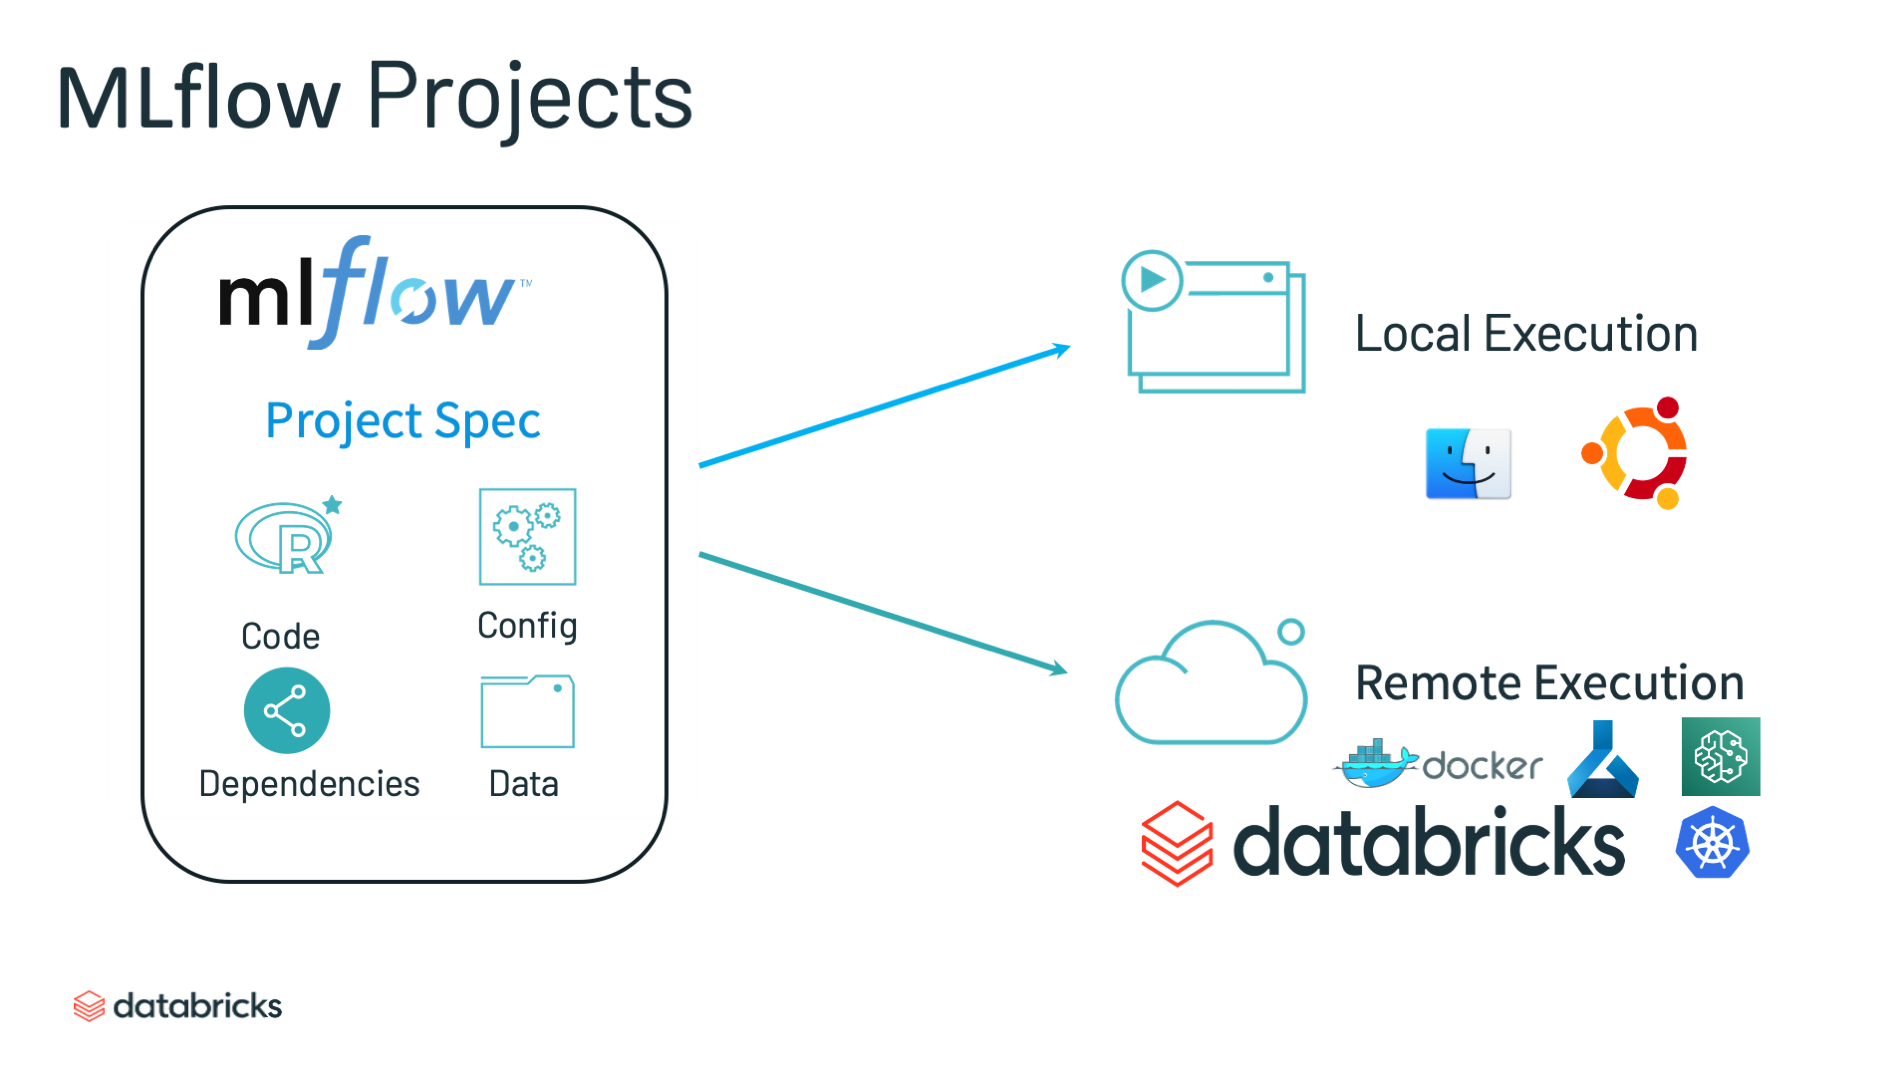 MLflow Projects
mlflow™
Project Spec
R
Code
Config
Dependencies
Data
Local Execution
Remote Execution
docker
databricks
databricks